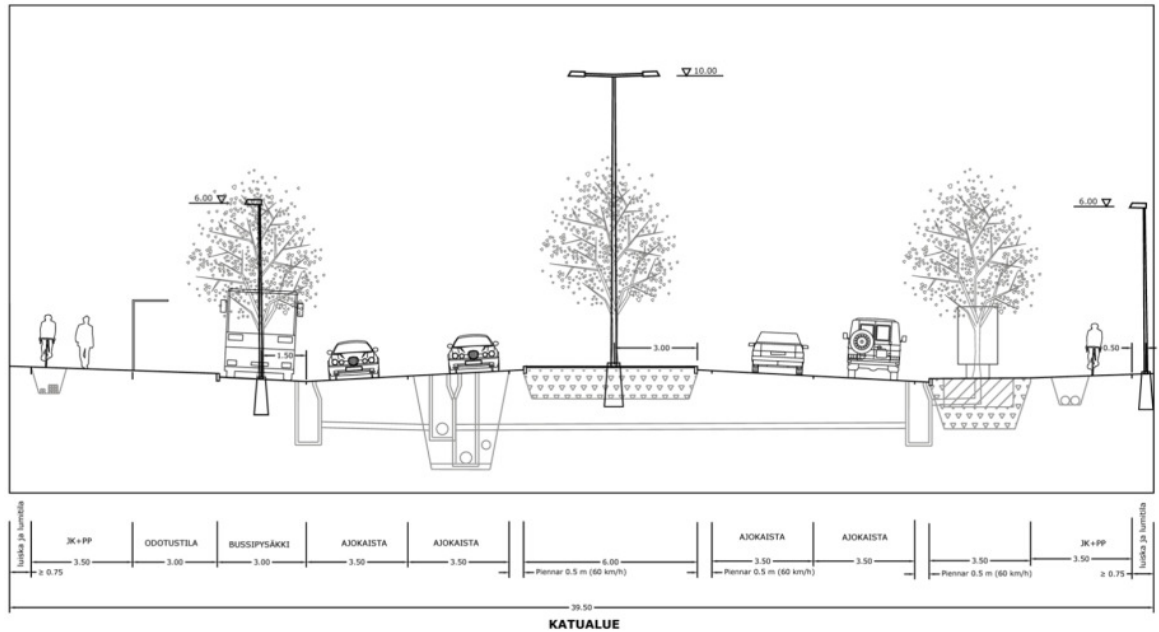 10.00
6.00
6.00
1.50
3.00
0.50
luiska ja lumitila
JK+PP
3.50
≥ 0.75
ODOTUSTILA
3.00
BUSSIPYSÄKKI
3.00
AJOKAISTA
3.50
AJOKAISTA
3.50
6.00
Piennar 0.5 m (60 km/h)
AJOKAISTA
3.50
Piennar 0.5 m (60 km/h)
AJOKAISTA
3.50
3.50
Piennar 0.5 m (60 km/h)
JK+PP
3.50
≥ 0.75
luiska ja lumitila
39.50
KATUALUE